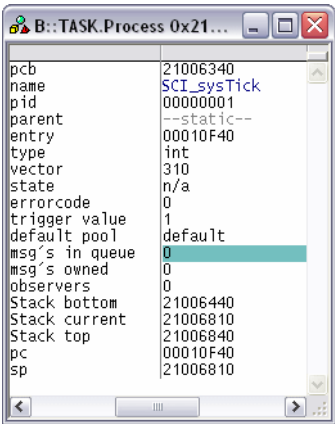 B::TASK.Process 0x21...
pcb 21006340
name SCI_sysTick
pid 00000001
parent --static--
entry 00010F40
type int
vector 310
state n/a
errorcode 0
trigger value 1
default pool default
msg´s in queue 0
msg´s owned 0
observers 0
Stack bottom 21006440
Stack current 21006810
Stack top 21006840
pc 00010F40
sp 21006810